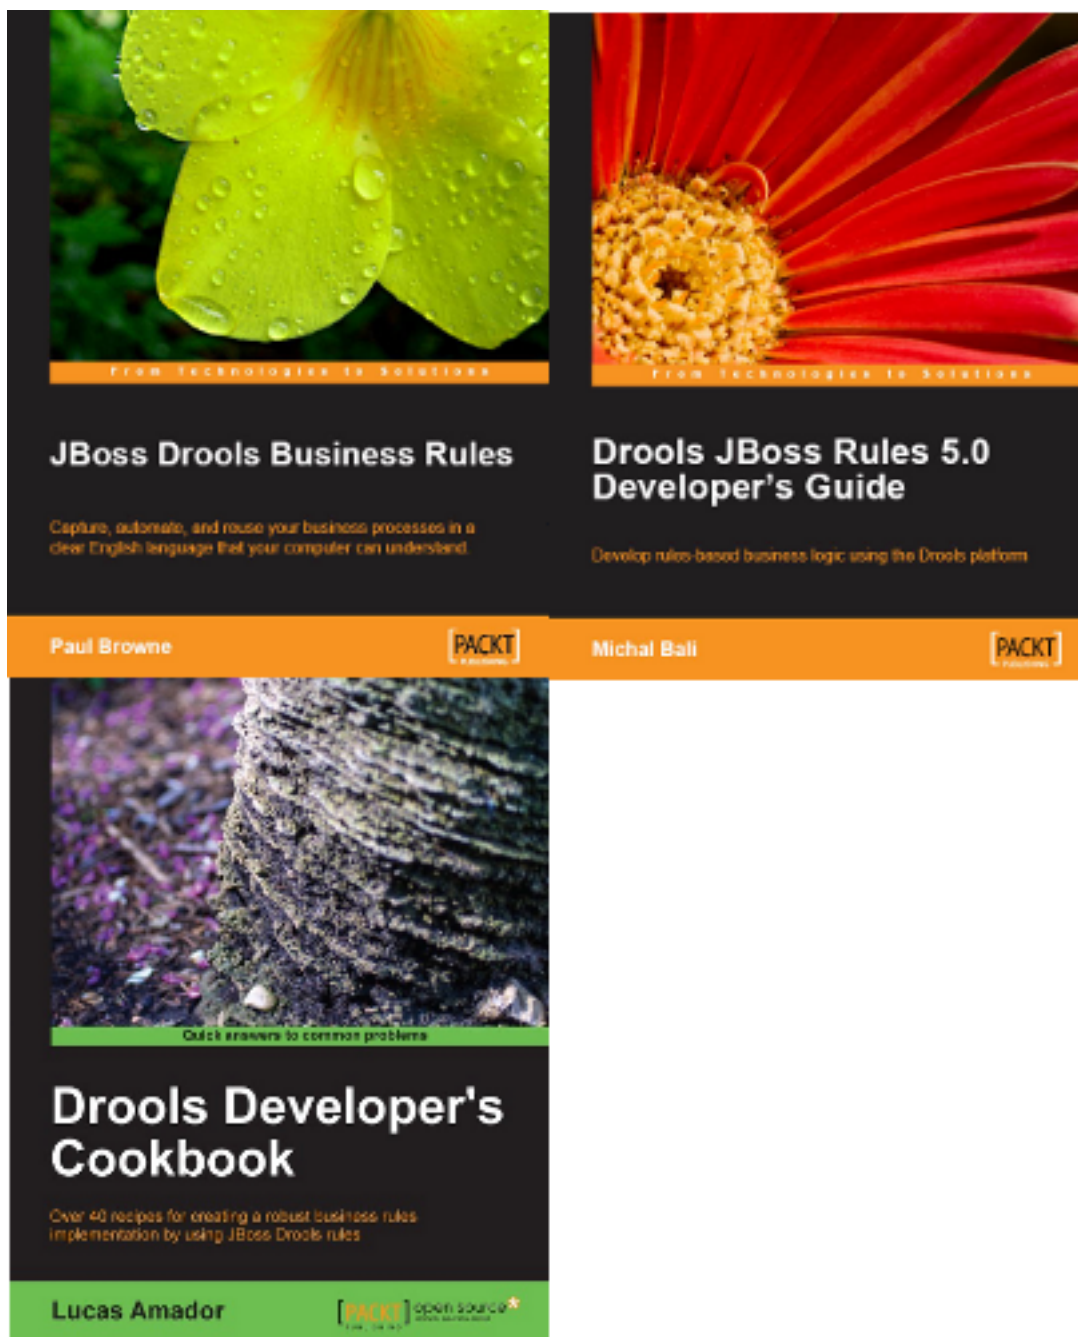 From Technologies to Solutions
JBoss Drools Business Rules
Capture, automate, and reuse your business processes in a
clear English language that your computer can understand.
Paul Browne
[PACKT]
PUBLISHING
From Technologies to Solutions
Drools JBoss Rules 5.0
Developer's Guide
Develop rules-based business logic using the Drools platform
Michal Bali
[PACKT]
PUBLISHING
Quick answers to common problems
Drools Developer's
Cookbook
Over 40 recipes for creating a robust business rules
implementation by using JBoss Drools rules
Lucas Amador
[PACKT] open source*
PUBLISHING